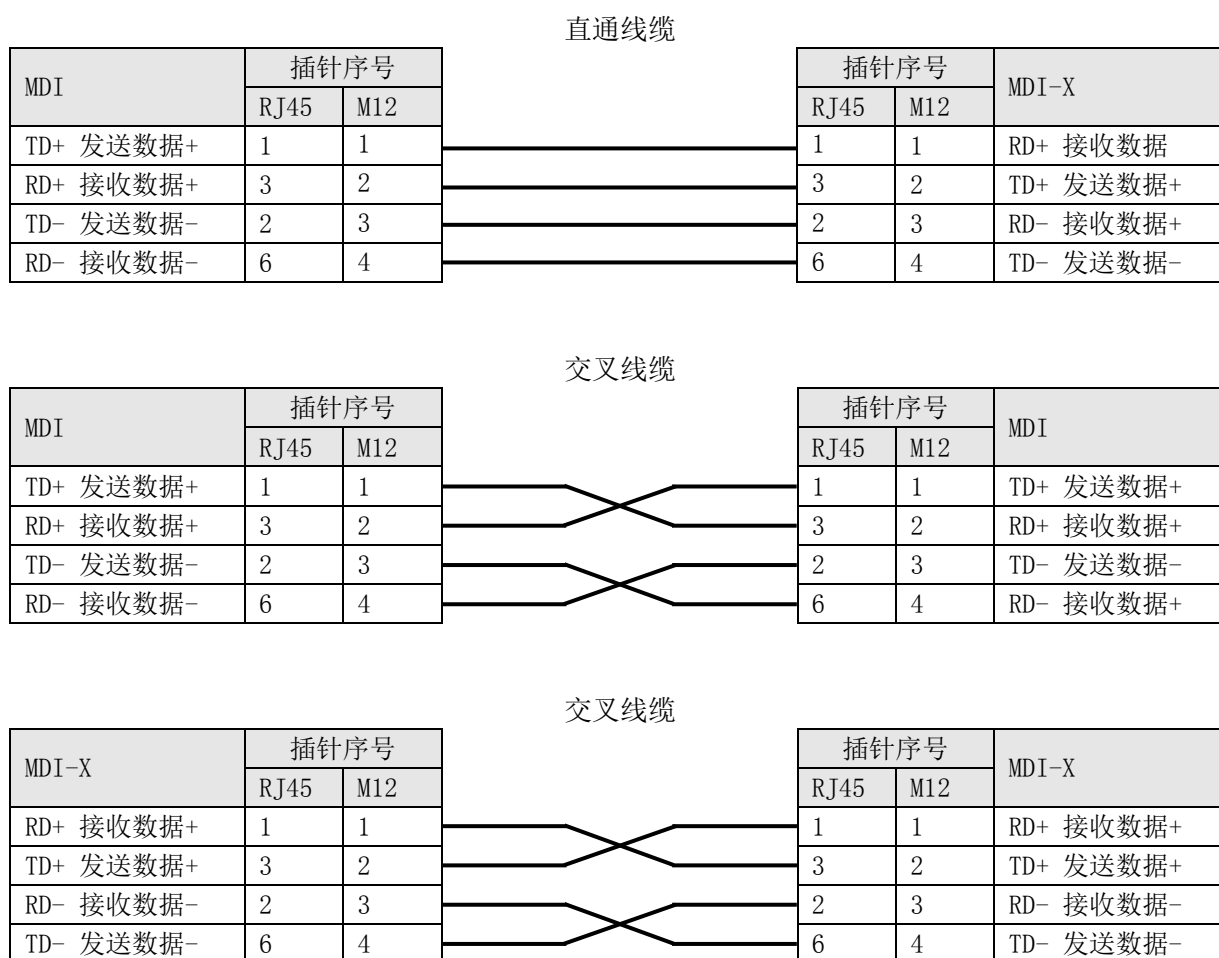 直通线缆
MDI 插针序号 插针序号 MDI-X
RJ45 M12 RJ45 M12
TD+ 发送数据+ 1 1 1 1 RD+ 接收数据
RD+ 接收数据+ 3 2 3 2 TD+ 发送数据+
TD- 发送数据- 2 3 2 3 RD- 接收数据+
RD- 接收数据- 6 4 6 4 TD- 发送数据-
交叉线缆
MDI 插针序号 插针序号 MDI
RJ45 M12 RJ45 M12
TD+ 发送数据+ 1 1 1 1 TD+ 发送数据+
RD+ 接收数据+ 3 2 3 2 RD+ 接收数据+
TD- 发送数据- 2 3 2 3 TD- 发送数据-
RD- 接收数据- 6 4 6 4 RD- 接收数据+
交叉线缆
MDI-X 插针序号 插针序号 MDI-X
RJ45 M12 RJ45 M12
RD+ 接收数据+ 1 1 1 1 RD+ 接收数据+
TD+ 发送数据+ 3 2 3 2 TD+ 发送数据+
RD- 接收数据- 2 3 2 3 RD- 接收数据-
TD- 发送数据- 6 4 6 4 TD- 发送数据-